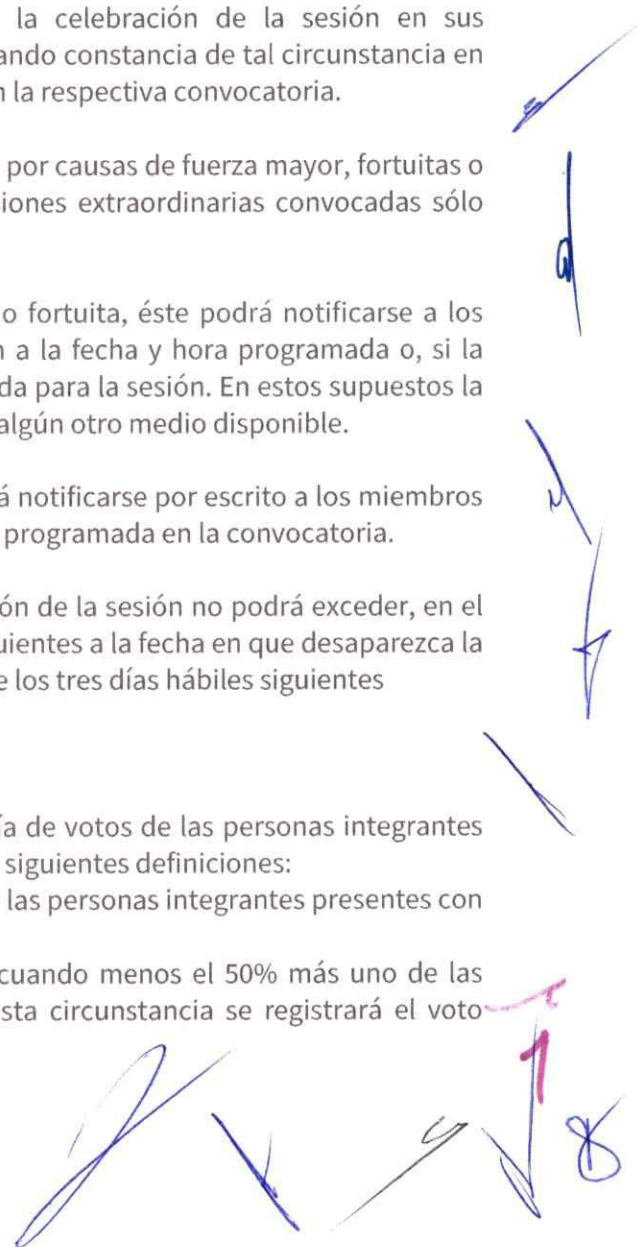 la celebración de la sesión en sus
ando constancia de tal circunstancia en
n la respectiva convocatoria.
por causas de fuerza mayor, fortuitas o
siones extraordinarias convocadas sólo
o fortuita, éste podrá notificarse a los
n a la fecha y hora programada o, si la
da para la sesión. En estos supuestos la
algún otro medio disponible.
á notificarse por escrito a los miembros
programada en la convocatoria.
ón de la sesión no podrá exceder, en el
uientes a la fecha en que desaparezca la
e los tres días hábiles siguientes
ía de votos de las personas integrantes
siguientes definiciones:
las personas integrantes presentes con
cuando menos el 50% más uno de las
sta circunstancia se registrará el voto